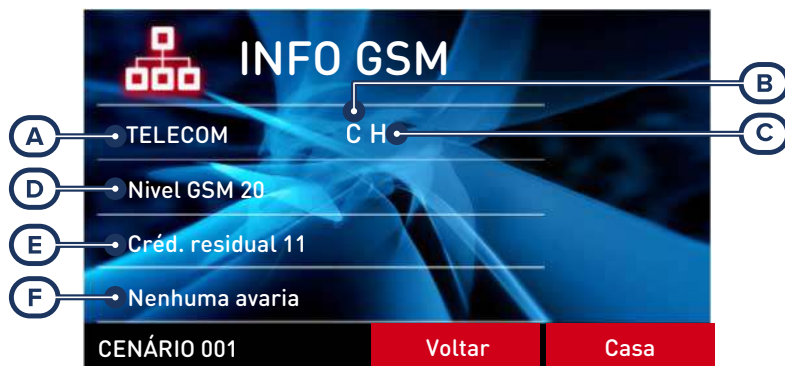 INFO GSM
B
A TELECOM C H C
D Nivel GSM 20
E Créd. residual 11
F Nenhuma avaria
CENÁRIO 001 Voltar Casa